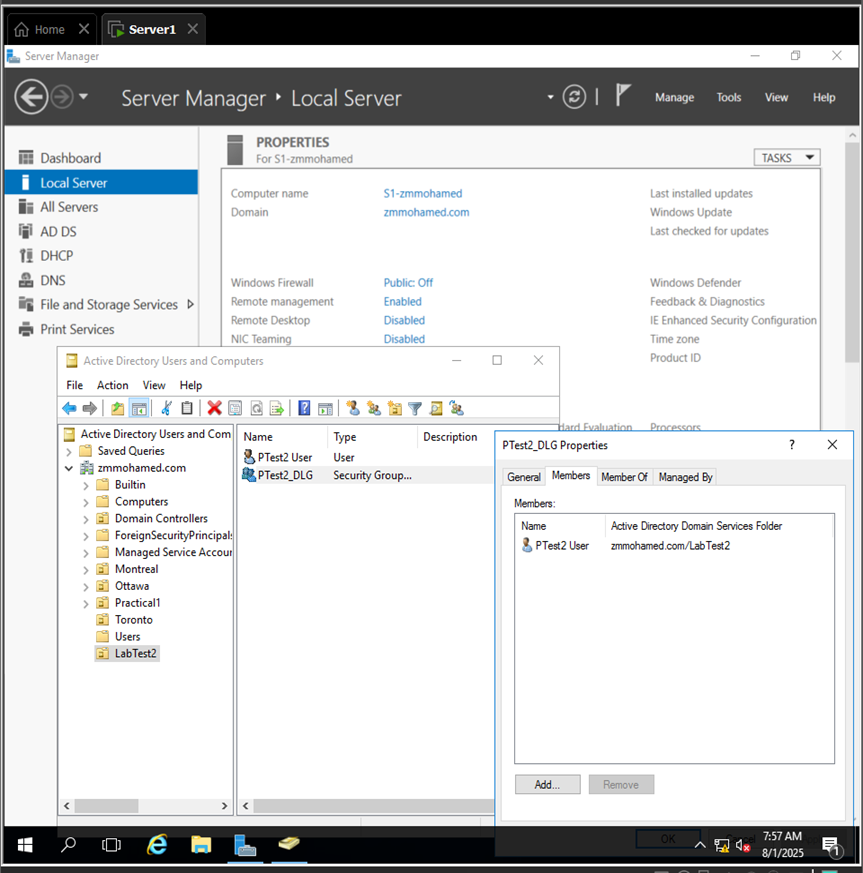 Home
Server1
Server Manager
Server Manager ‣ Local Server
Manage Tools View Help
Dashboard
Local Server
All Servers
AD DS
DHCP
DNS
File and Storage Services
Print Services
PROPERTIES
For S1-zmmohamed
TASKS
Computer name S1-zmmohamed Last installed updates
Domain zmmohamed.com Windows Update
Last checked for updates
Windows Firewall Public: Off Windows Defender
Remote management Enabled Feedback & Diagnostics
Remote Desktop Disabled IE Enhanced Security Configuration
NIC Teaming Disabled Time zone
Product ID
dard Evaluation Processors
Active Directory Users and Computers
File Action View Help
Active Directory Users and Com
Saved Queries
zmmohamed.com
Builtin
Computers
Domain Controllers
ForeignSecurityPrincipals
Managed Service Accour
Montreal
Ottawa
Practical1
Toronto
Users
LabTest2
Name Type Description
PTest2 User User
PTest2_DLG Security Group...
PTest2_DLG Properties
General Members Member Of Managed By
Members:
Name Active Directory Domain Services Folder
PTest2 User zmmohamed.com/LabTest2
Add... Remove
OK Cancel
7:57 AM
8/1/2025
1